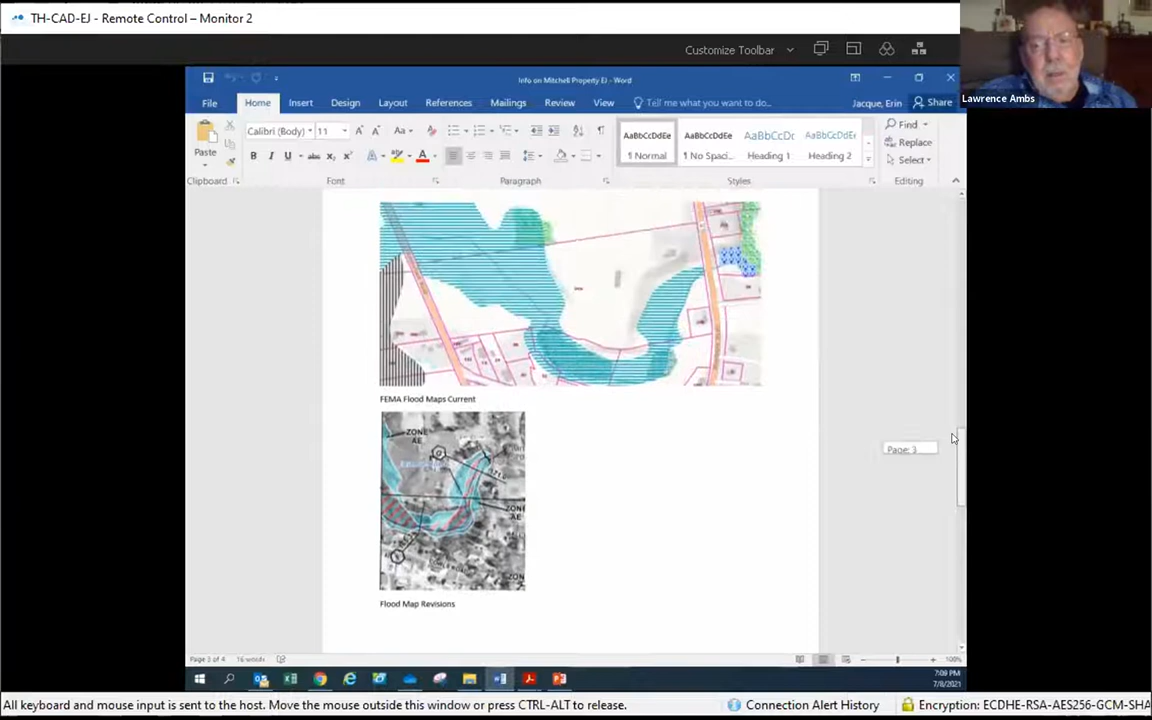 TH-CAD-EJ - Remote Control – Monitor 2
Customize Toolbar
Lawrence Ambs
Info on Mitchell Property EJ - Word
File Home Insert Design Layout References Mailings Review View Tell me what you want to do... Jacque, Erin Share
Paste
Calibri (Body) 11
AaBbCcDdEe AaBbCcDdEe AaBbCcDc AaBbCcDdEr
¶ Normal ¶ No Spaci... Heading 1 Heading 2
Find
Replace
Select
Clipboard Font Paragraph Styles Editing
FEMA Flood Maps Current
ZONE
AE
ZONE
AE
Flood Map Revisions
Page: 3
Page 3 of 4 16 words 100%
7:09 PM
7/8/2021
All keyboard and mouse input is sent to the host. Move the mouse outside this window or press CTRL-ALT to release. Connection Alert History Encryption: ECDHE-RSA-AES256-GCM-SHA